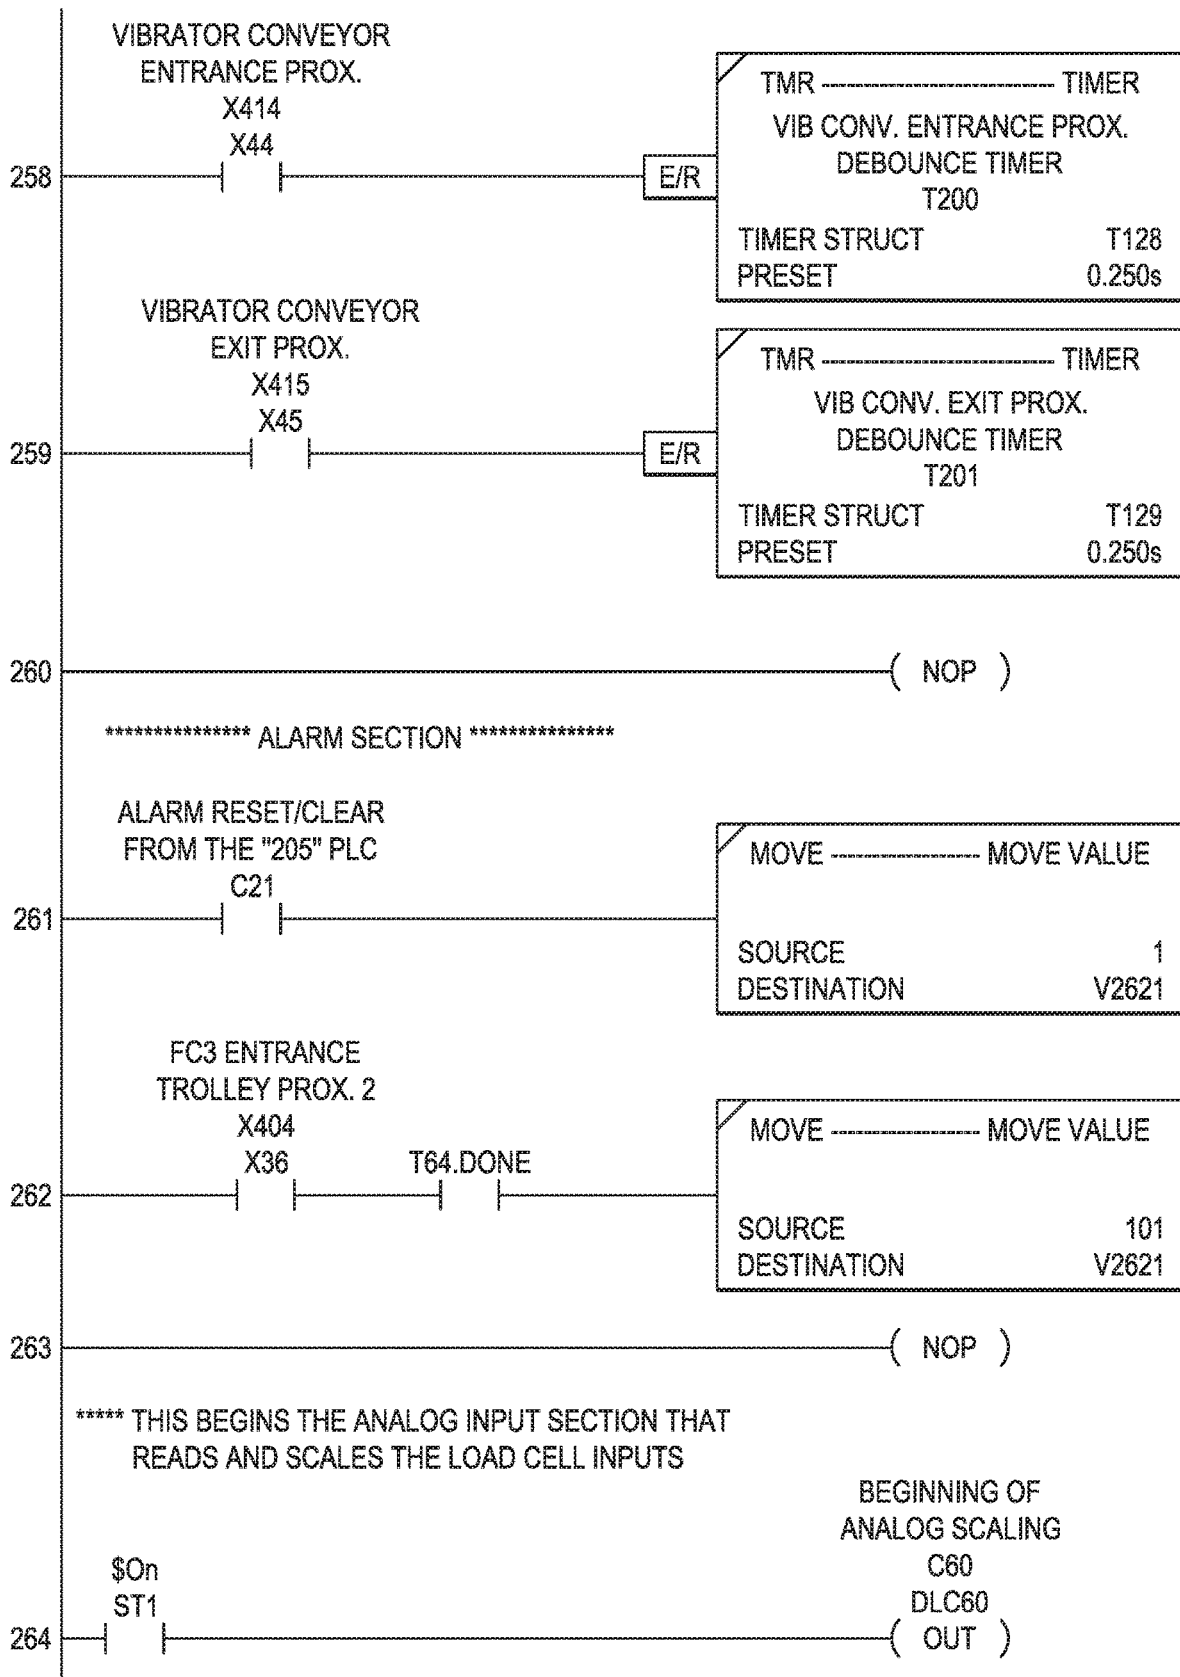 VIBRATOR CONVEYOR
ENTRANCE PROX.
X414
X44
258
E/R
TMR ------------------------ TIMER
VIB CONV. ENTRANCE PROX.
DEBOUNCE TIMER
T200
TIMER STRUCT T128
PRESET 0.250s
VIBRATOR CONVEYOR
EXIT PROX.
X415
X45
259
E/R
TMR ------------------------ TIMER
VIB CONV. EXIT PROX.
DEBOUNCE TIMER
T201
TIMER STRUCT T129
PRESET 0.250s
260
( NOP )
*************** ALARM SECTION ***************
ALARM RESET/CLEAR
FROM THE "205" PLC
C21
261
MOVE --------------- MOVE VALUE
SOURCE 1
DESTINATION V2621
FC3 ENTRANCE
TROLLEY PROX. 2
X404
X36 T64.DONE
262
MOVE --------------- MOVE VALUE
SOURCE 101
DESTINATION V2621
263
( NOP )
***** THIS BEGINS THE ANALOG INPUT SECTION THAT
READS AND SCALES THE LOAD CELL INPUTS
BEGINNING OF
ANALOG SCALING
C60
DLC60
$On
ST1
264
( OUT )